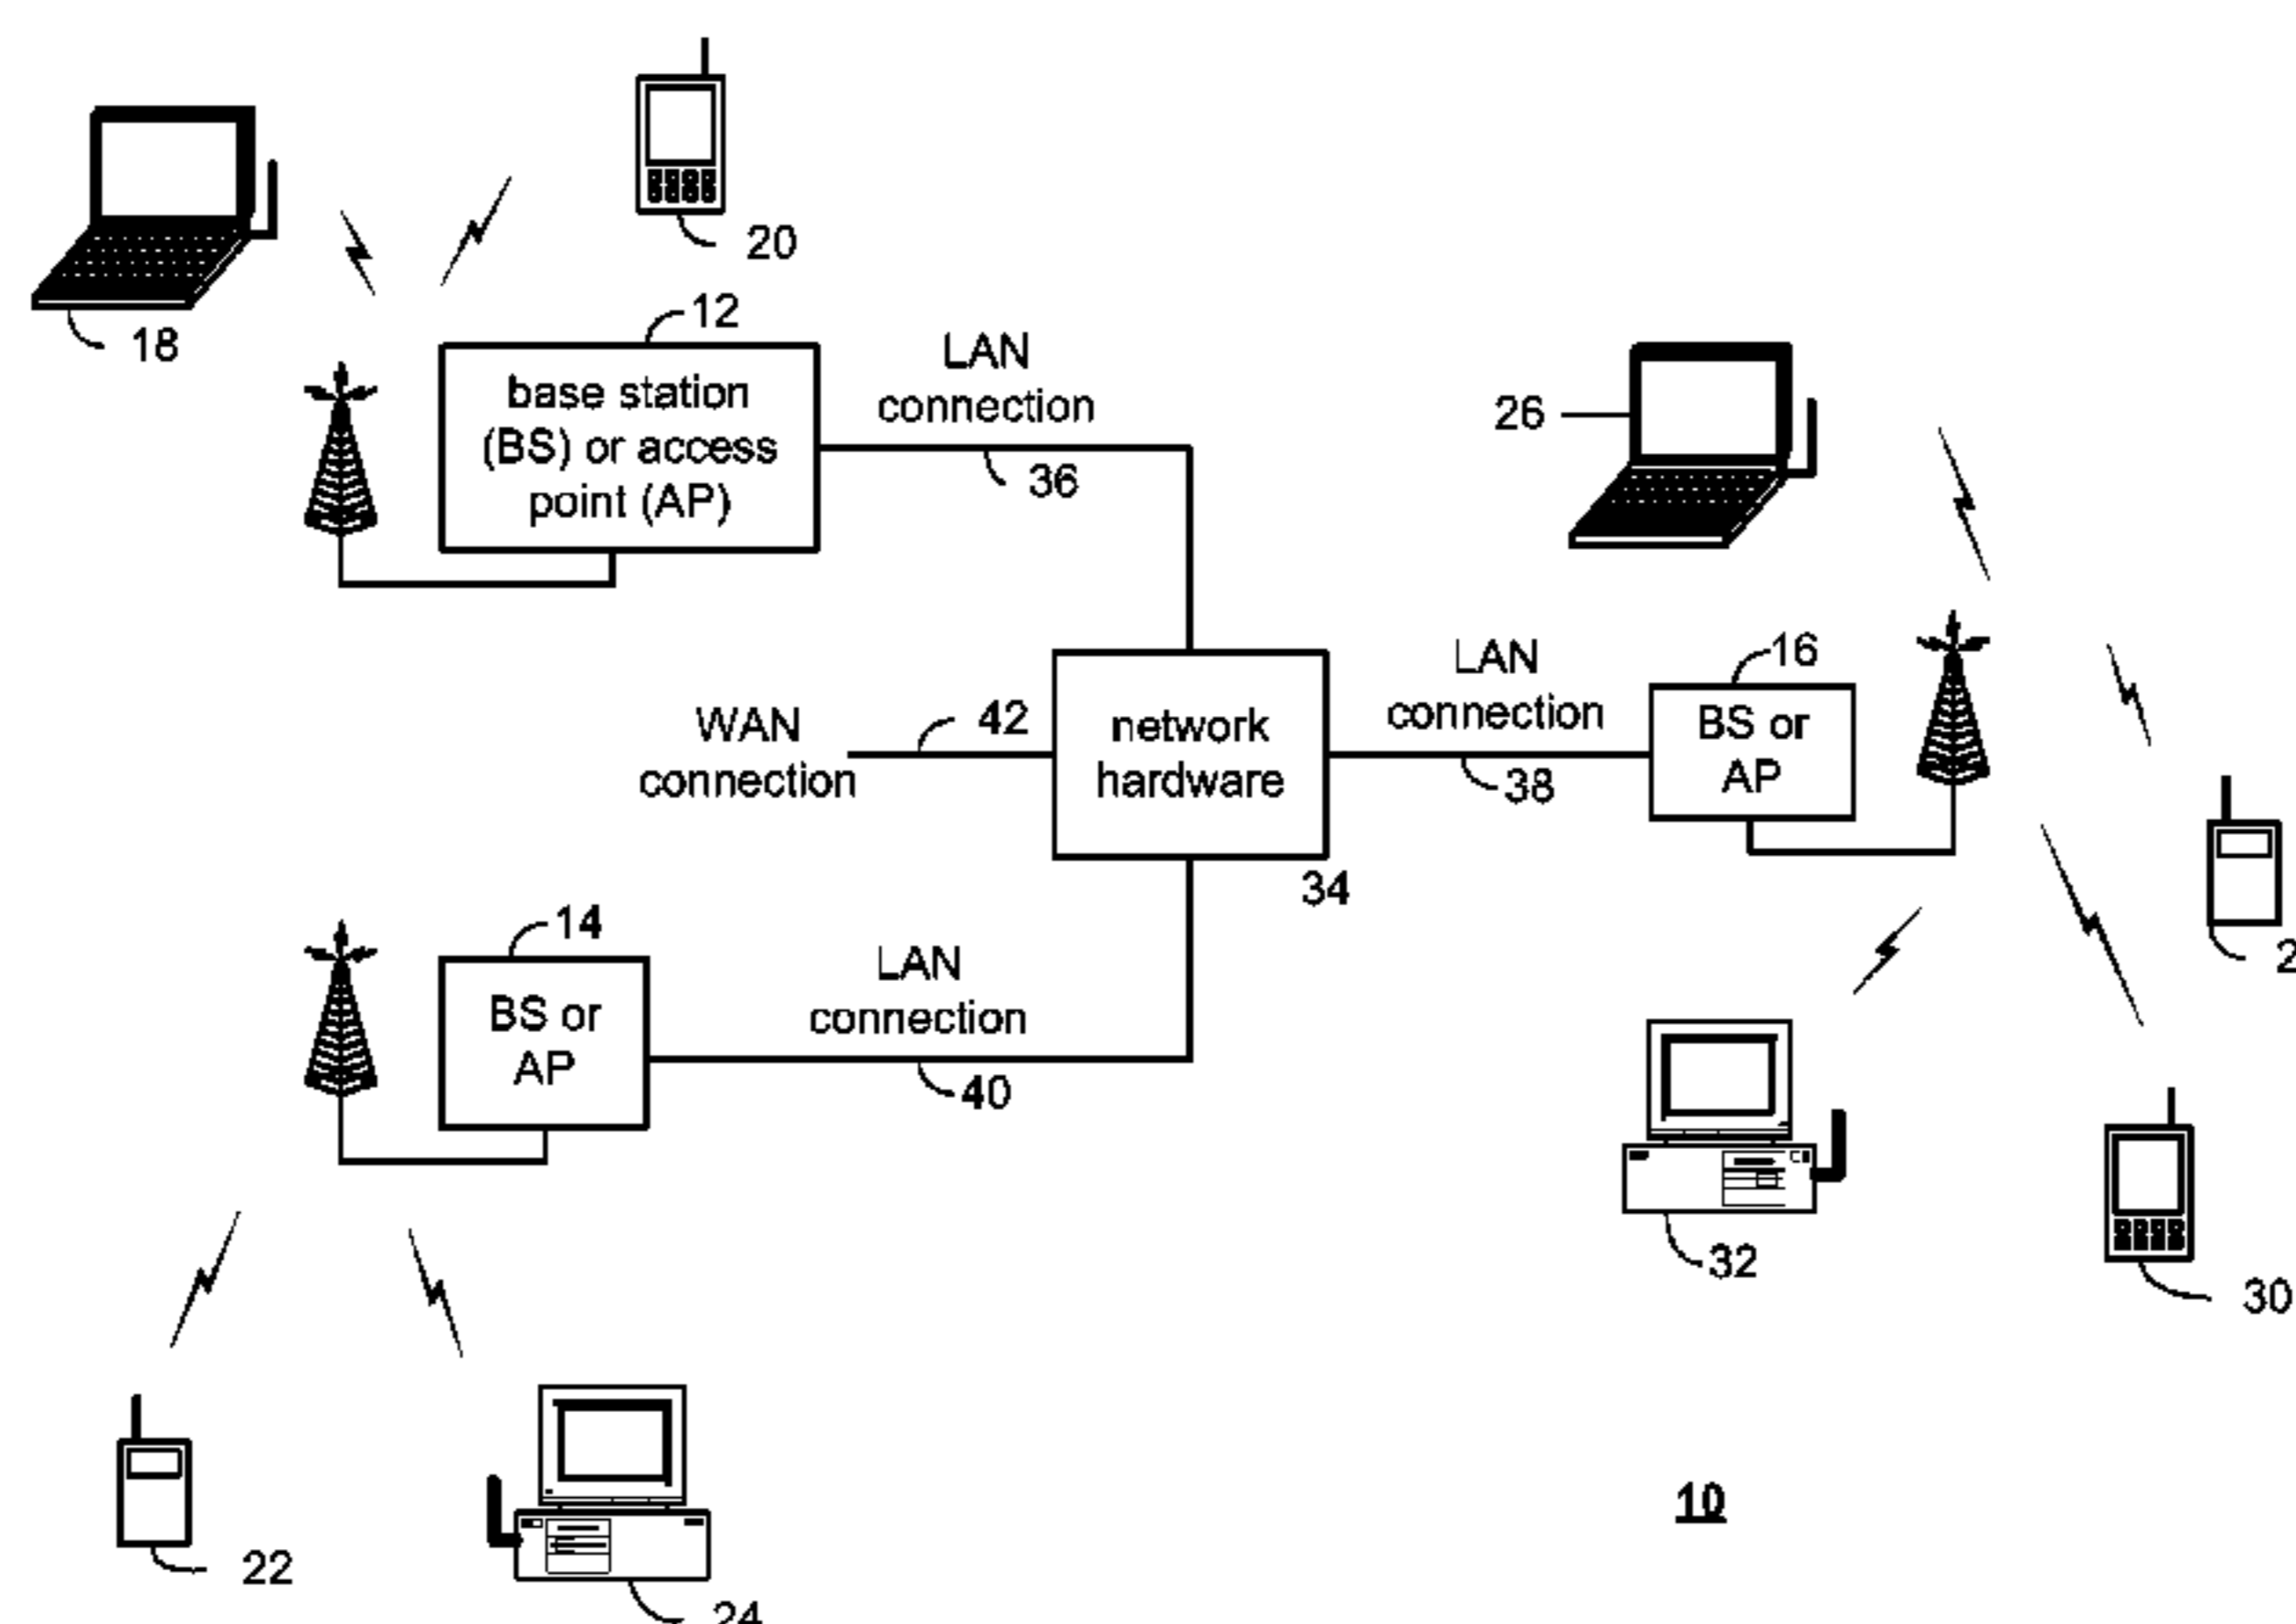 20
18
12
base station
(BS) or access
point (AP)
LAN
connection
36
26
WAN
connection
42
network
hardware
34
LAN
connection
38
16
BS or
AP
14
BS or
AP
LAN
connection
40
32
30
10
22
24